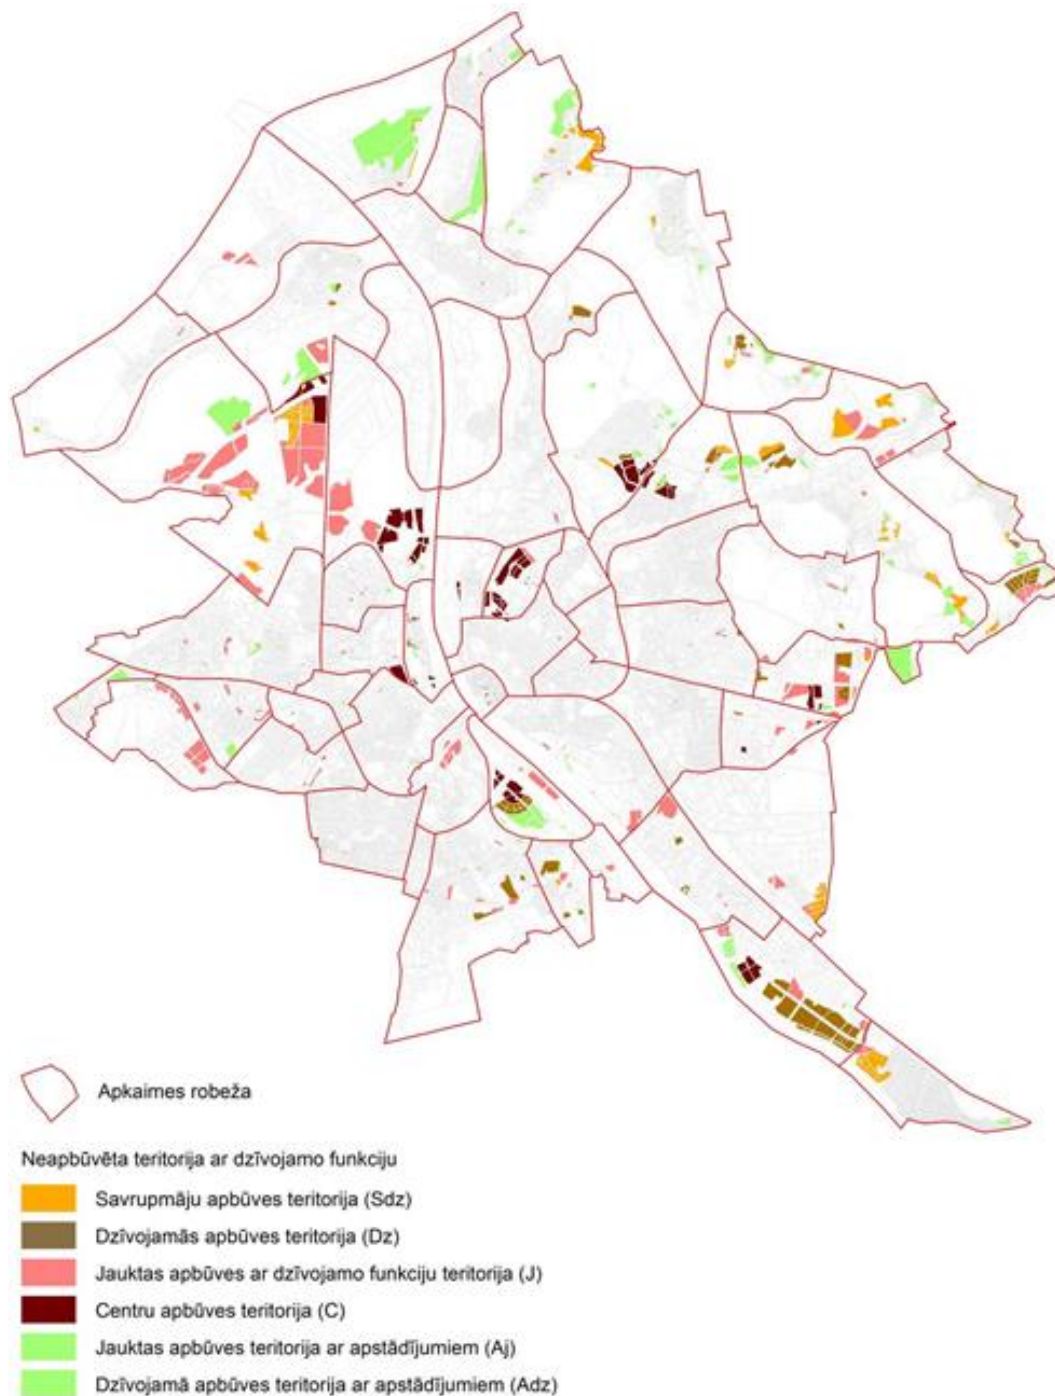 Apkaimes robeža
Neapbūvēta teritorija ar dzīvojamo funkciju
Savrupmāju apbūves teritorija (Sdz)
Dzīvojamās apbūves teritorija (Dz)
Jauktas apbūves ar dzīvojamo funkciju teritorija (J)
Centru apbūves teritorija (C)
Jauktas apbūves teritorija ar apstādījumiem (Aj)
Dzīvojamā apbūves teritorija ar apstādījumiem (Adz)